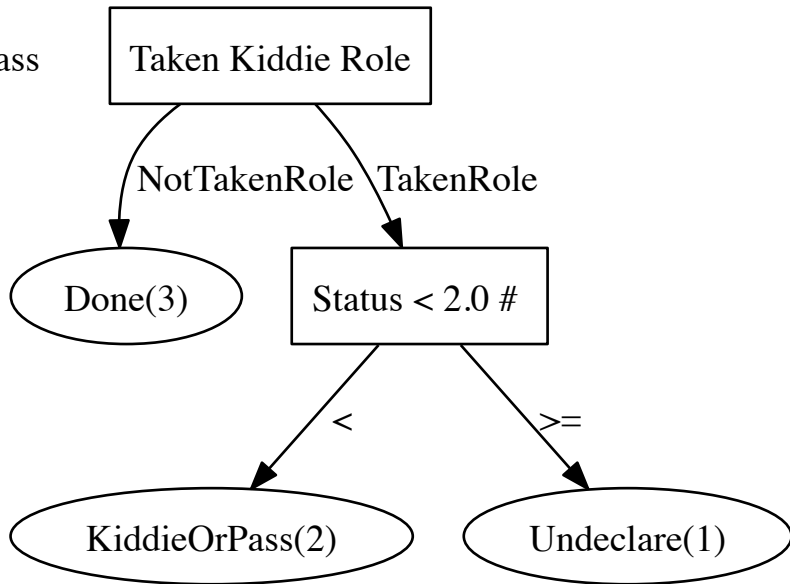 Taken Kiddie Role
NotTakenRole
TakenRole
Done(3)
Status < 2.0 #
<
>=
KiddieOrPass(2)
Undeclare(1)